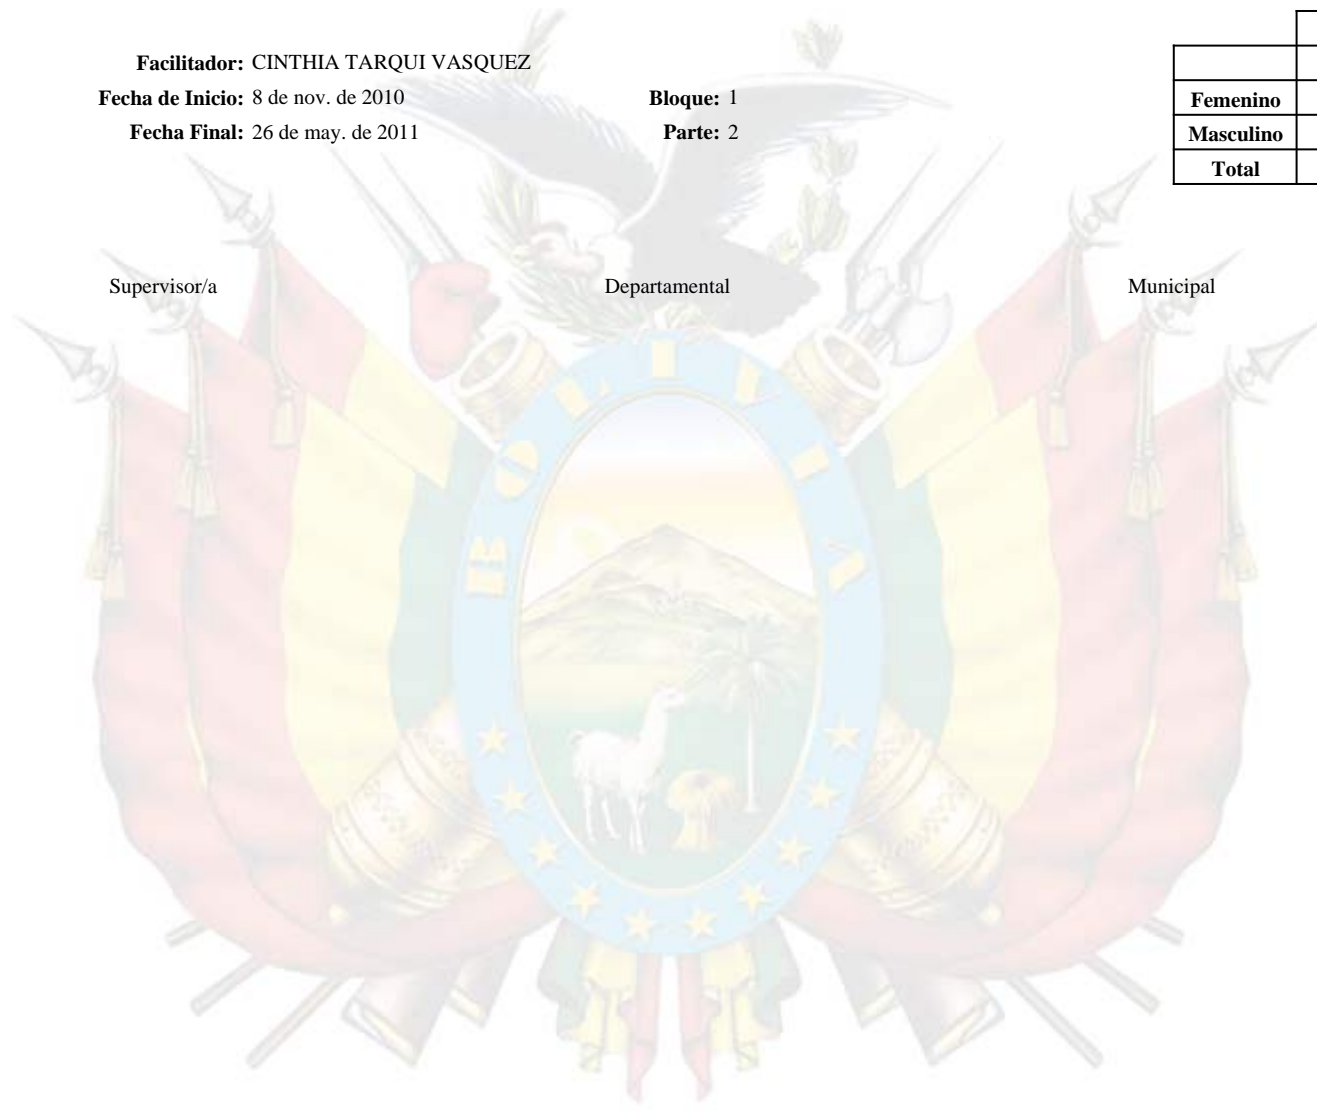 Facilitador: CINTHIA TARQUI VASQUEZ
Fecha de Inicio: 8 de nov. de 2010 Bloque: 1
Fecha Final: 26 de may. de 2011 Parte: 2
Femenino
Masculino
Total
Supervisor/a Departamental Municipal
BOLIVIA